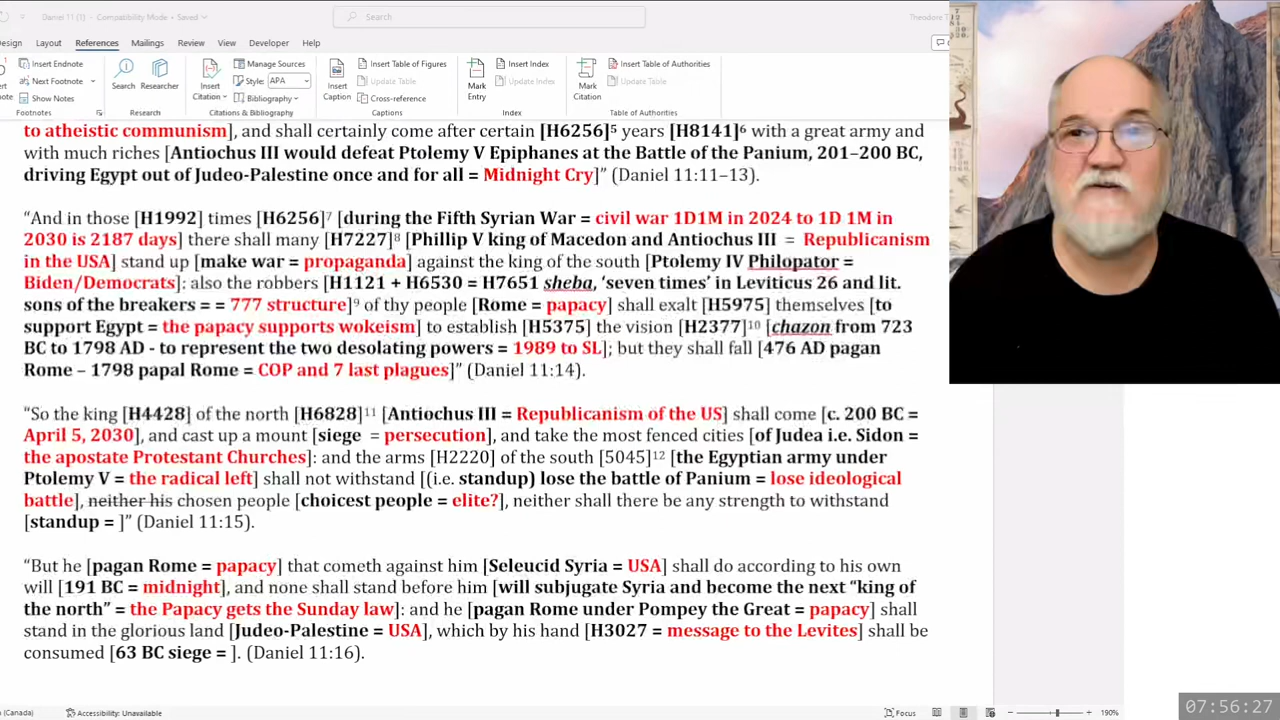 Daniel 11 (1) - Compatibility Mode • Saved
Search
Theodore T
Design Layout References Mailings Review View Developer Help
Insert Endnote
Next Footnote
Show Notes
Footnotes
Search
Researcher
Research
Insert Citation
Manage Sources
Style: APA
Bibliography
Citations & Bibliography
Insert Caption
Insert Table of Figures
Update Table
Cross-reference
Captions
Mark Entry
Insert Index
Update Index
Index
Mark Citation
Insert Table of Authorities
Update Table
Table of Authorities
to atheistic communism], and shall certainly come after certain [H6256]5 years [H8141]6 with a great army and
with much riches [Antiochus III would defeat Ptolemy V Epiphanes at the Battle of the Panium, 201–200 BC,
driving Egypt out of Judeo-Palestine once and for all = Midnight Cry]” (Daniel 11:11–13).
“And in those [H1992] times [H6256]7 [during the Fifth Syrian War = civil war 1D1M in 2024 to 1D 1M in
2030 is 2187 days] there shall many [H7227]8 [Phillip V king of Macedon and Antiochus III = Republicanism
in the USA] stand up [make war = propaganda] against the king of the south [Ptolemy IV Philopator =
Biden/Democrats]: also the robbers [H1121 + H6530 = H7651 sheba, ‘seven times’ in Leviticus 26 and lit.
sons of the breakers = = 777 structure]9 of thy people [Rome = papacy] shall exalt [H5975] themselves [to
support Egypt = the papacy supports wokeism] to establish [H5375] the vision [H2377]10 [chazon from 723
BC to 1798 AD - to represent the two desolating powers = 1989 to SL]; but they shall fall [476 AD pagan
Rome – 1798 papal Rome = COP and 7 last plagues]” (Daniel 11:14).
“So the king [H4428] of the north [H6828]11 [Antiochus III = Republicanism of the US] shall come [c. 200 BC =
April 5, 2030], and cast up a mount [siege = persecution], and take the most fenced cities [of Judea i.e. Sidon =
the apostate Protestant Churches]: and the arms [H2220] of the south [5045]12 [the Egyptian army under
Ptolemy V = the radical left] shall not withstand [(i.e. standup) lose the battle of Panium = lose ideological
battle], neither his chosen people [choicest people = elite?], neither shall there be any strength to withstand
[standup = ]” (Daniel 11:15).
“But he [pagan Rome = papacy] that cometh against him [Seleucid Syria = USA] shall do according to his own
will [191 BC = midnight], and none shall stand before him [will subjugate Syria and become the next “king of
the north” = the Papacy gets the Sunday law]: and he [pagan Rome under Pompey the Great = papacy] shall
stand in the glorious land [Judeo-Palestine = USA], which by his hand [H3027 = message to the Levites] shall be
consumed [63 BC siege = ]. (Daniel 11:16).
(Canada) Accessibility: Unavailable
Focus
190%
07:56:27